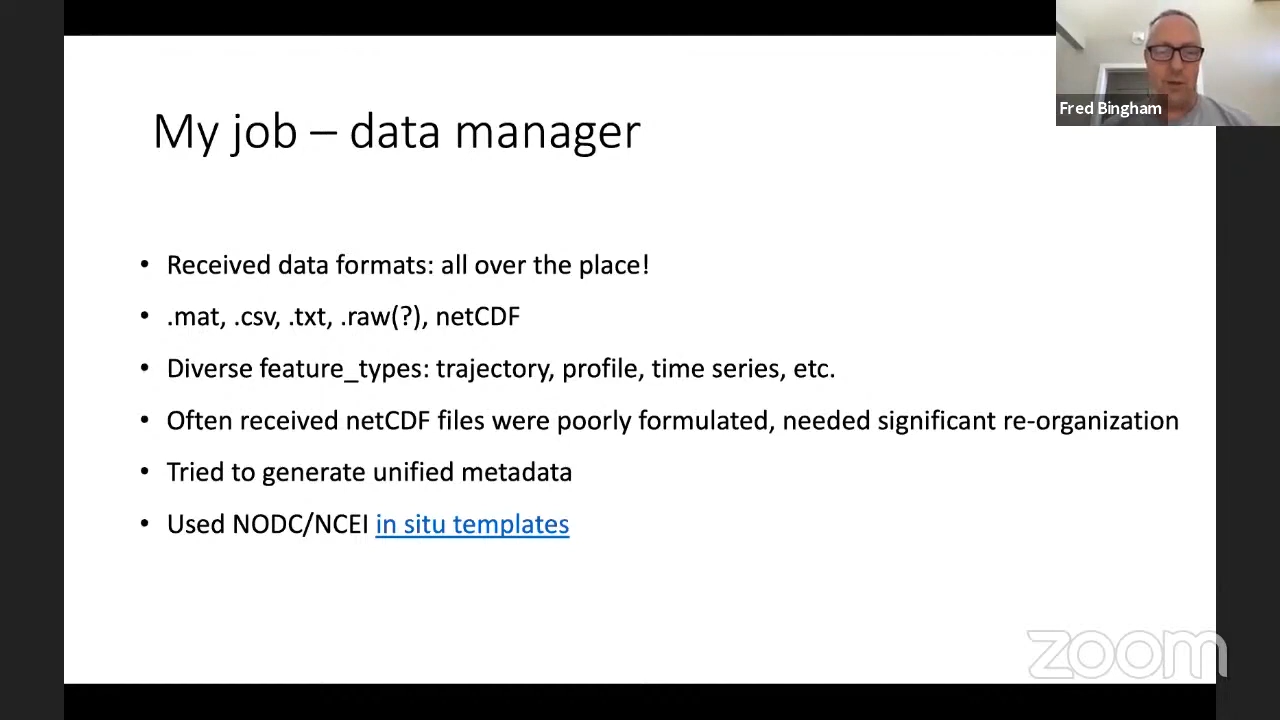 My job – data manager
Fred Bingham
• Received data formats: all over the place!
• .mat, .csv, .txt, .raw(?), netCDF
• Diverse feature_types: trajectory, profile, time series, etc.
• Often received netCDF files were poorly formulated, needed significant re-organization
• Tried to generate unified metadata
• Used NODC/NCEI in situ templates
zoom